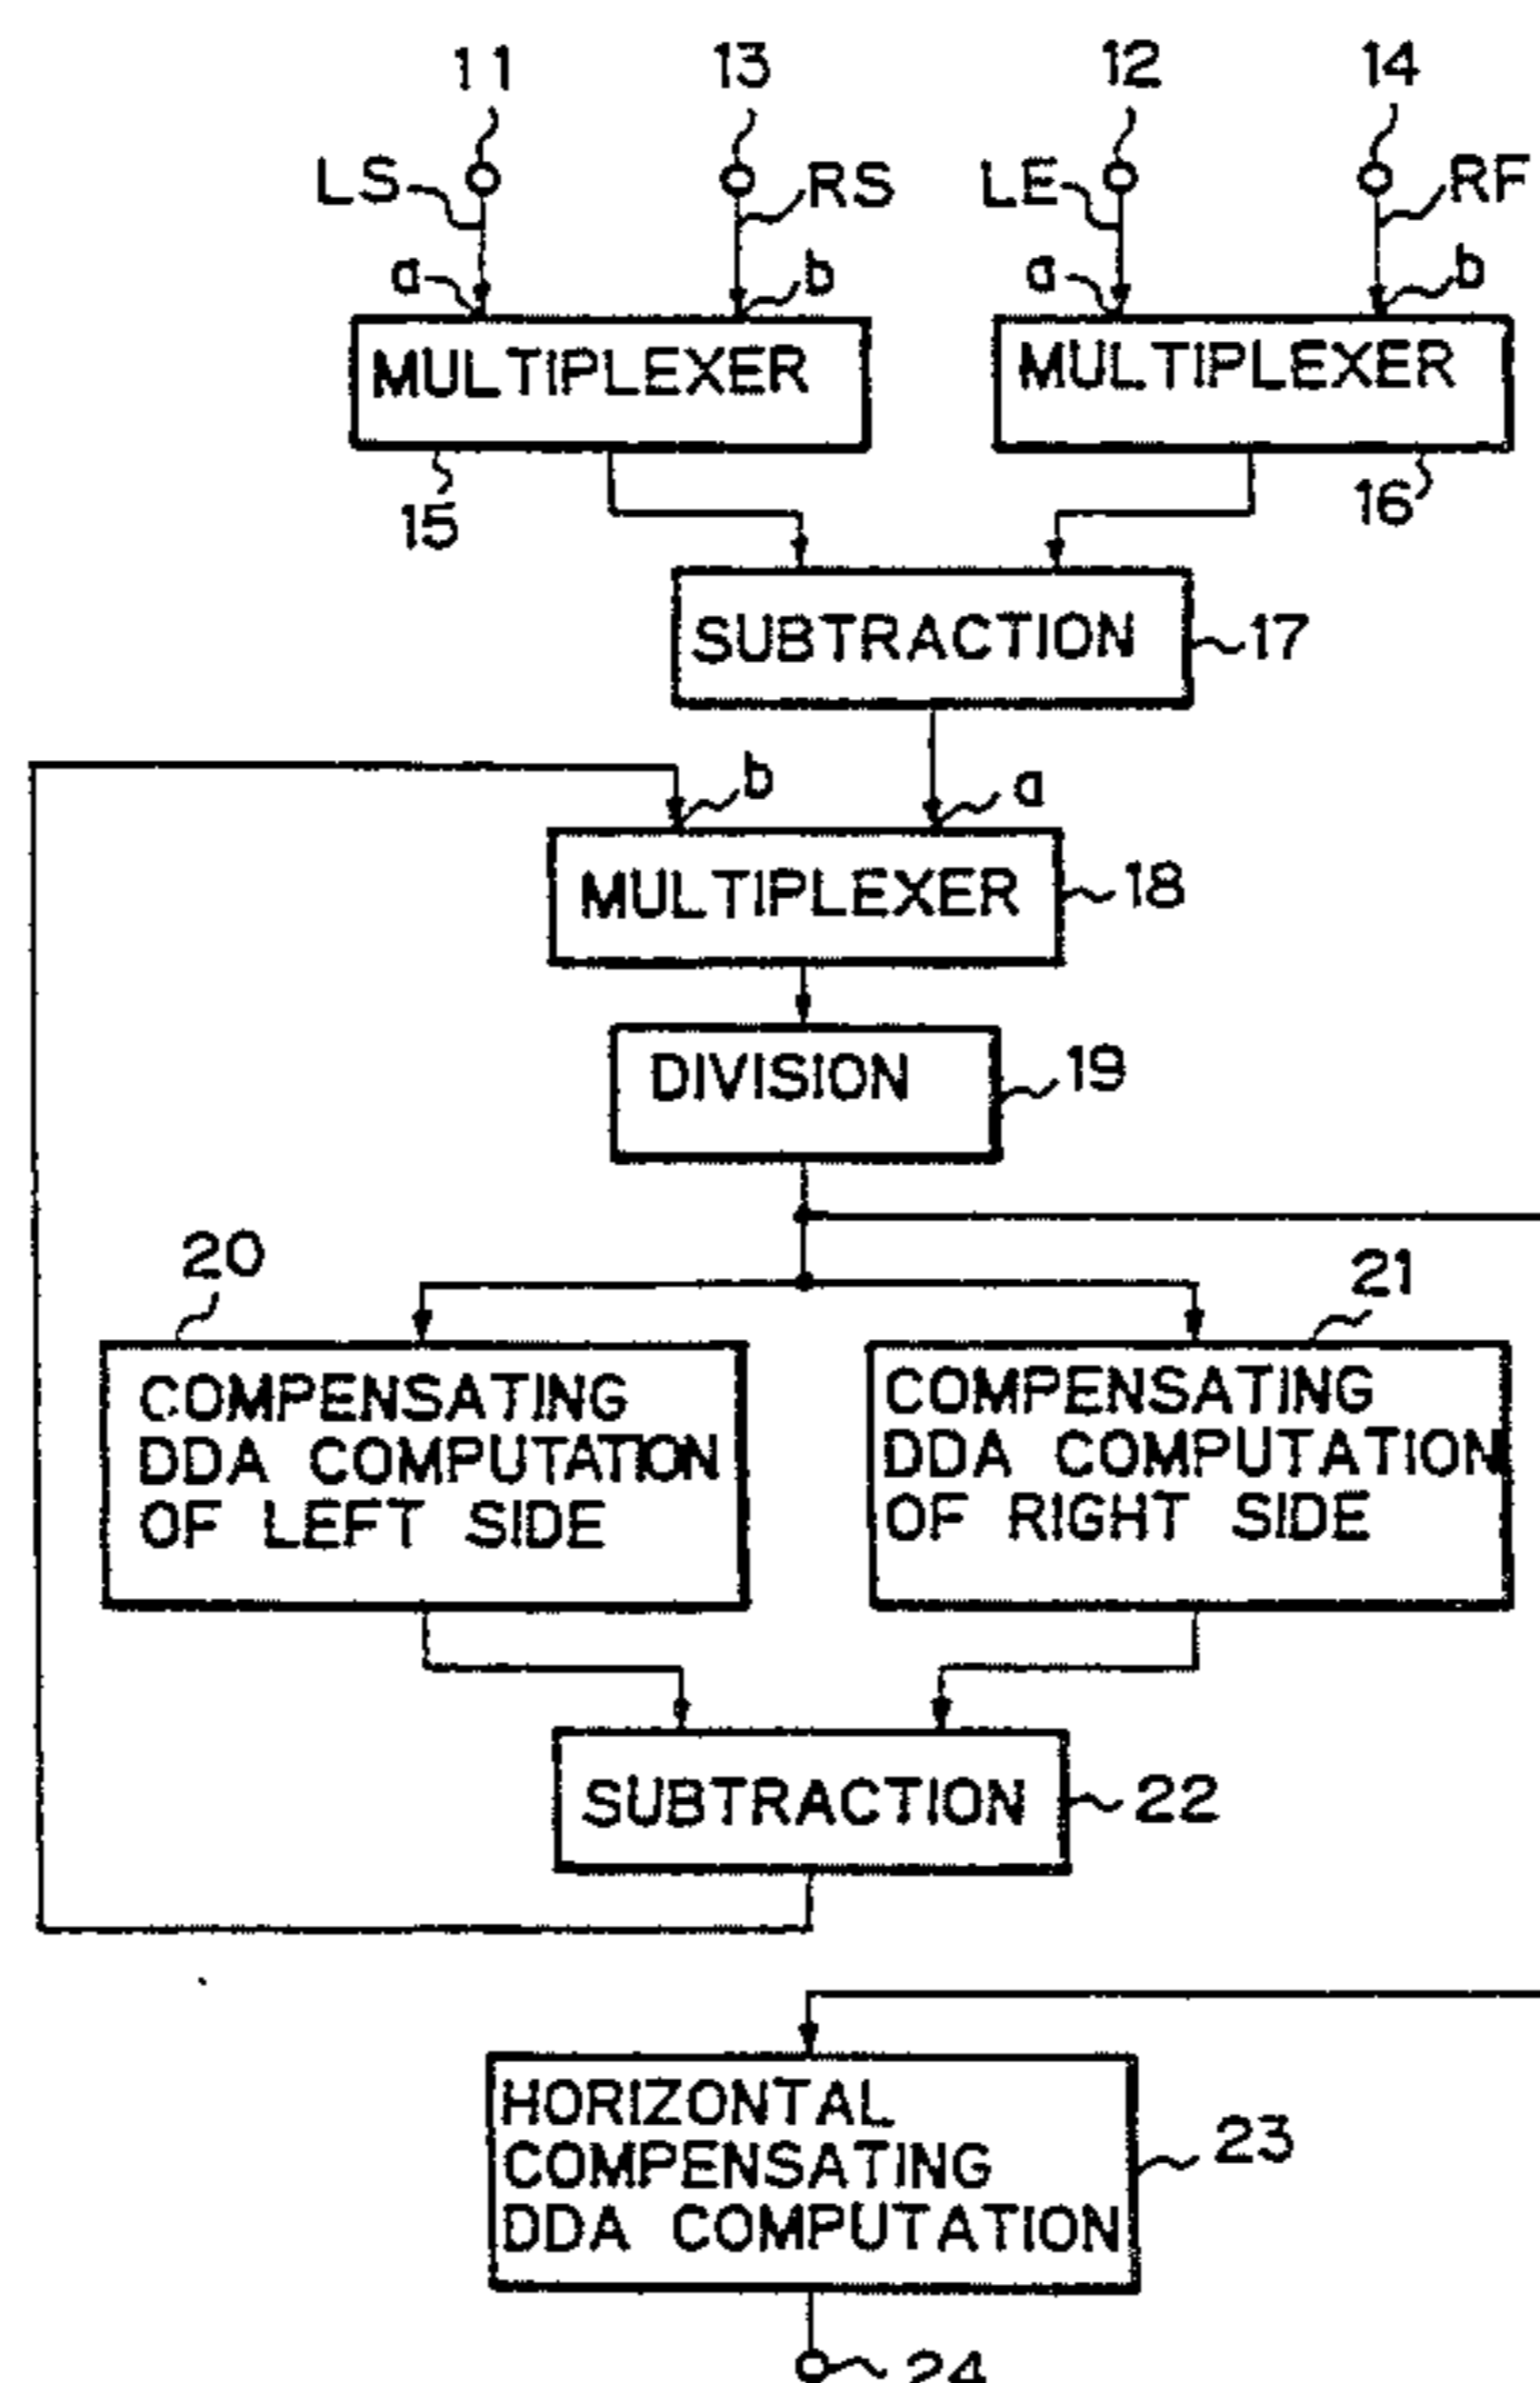 11 13 12 14
LS RS LE RF
a b a b
MULTIPLEXER MULTIPLEXER
15 16
SUBTRACTION 17
b a
MULTIPLEXER 18
DIVISION 19
20 21
COMPENSATING
DDA COMPUTATION
OF LEFT SIDE
COMPENSATING
DDA COMPUTATION
OF RIGHT SIDE
SUBTRACTION 22
HORIZONTAL
COMPENSATING
DDA COMPUTATION
23
24